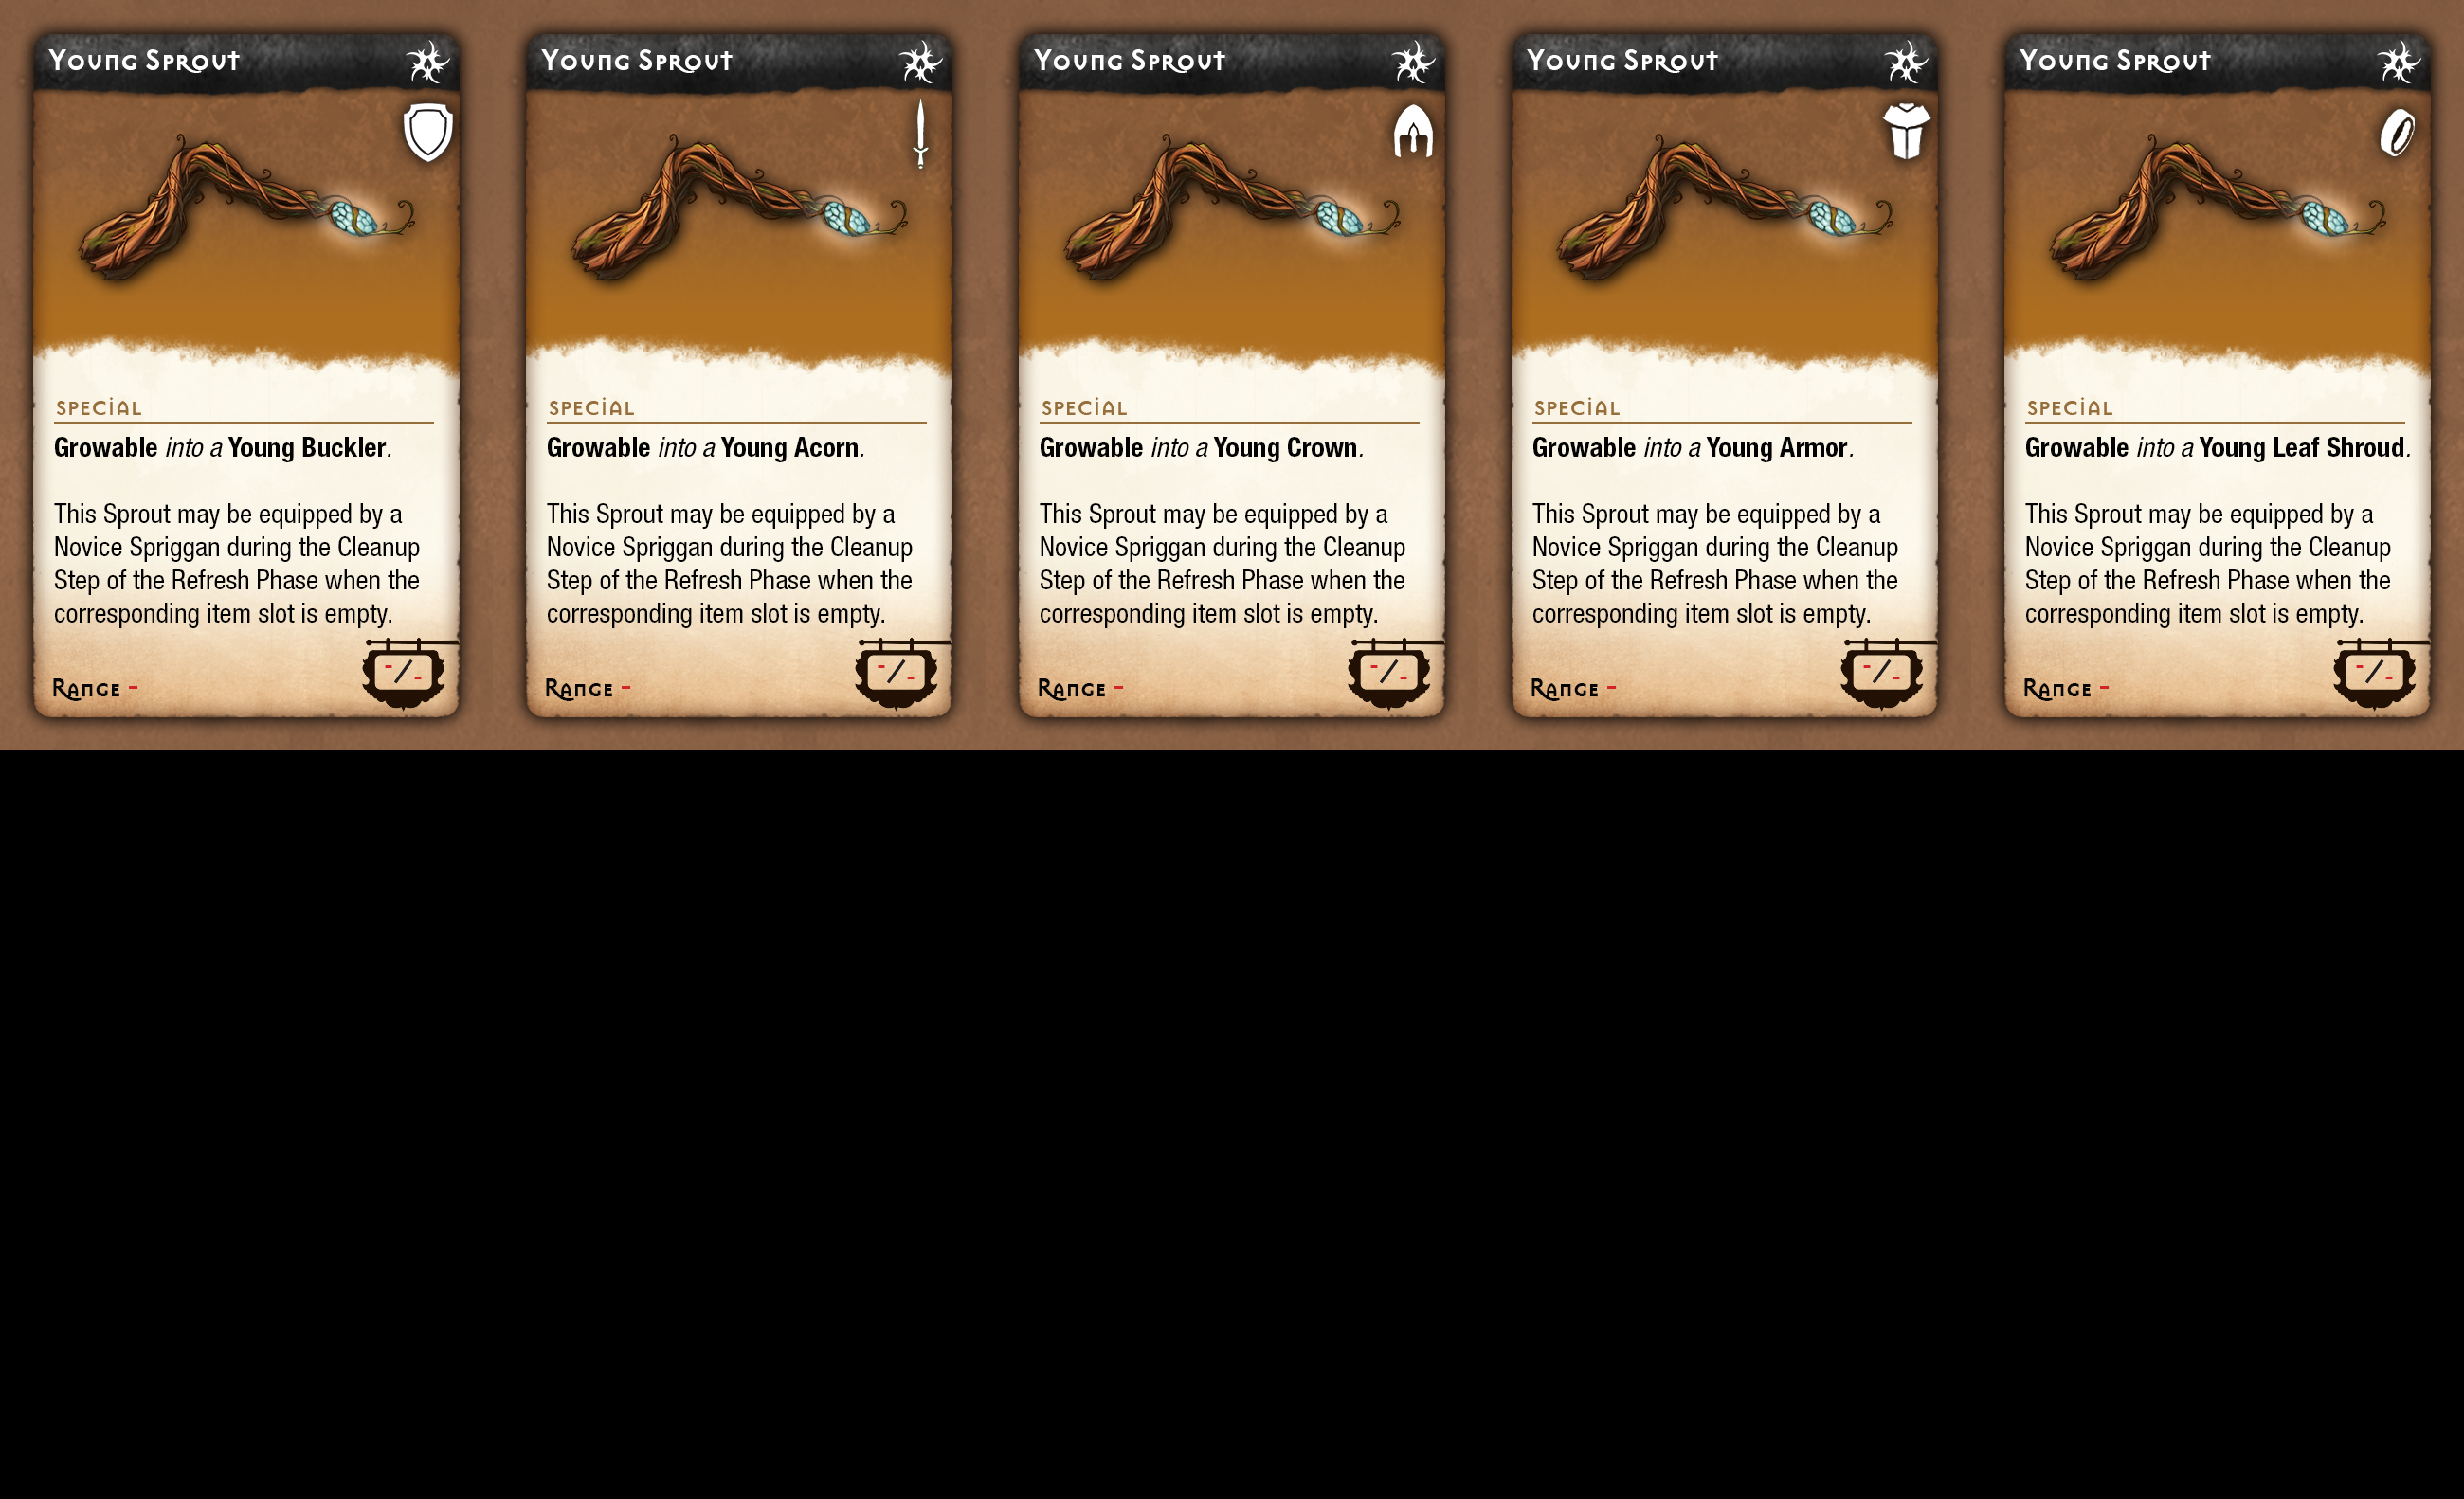 Young Sprout
SPECIAL
Growable into a Young Buckler.
This Sprout may be equipped by a
Novice Spriggan during the Cleanup
Step of the Refresh Phase when the
corresponding item slot is empty.
Range -
-/-
Young Sprout
SPECIAL
Growable into a Young Acorn.
This Sprout may be equipped by a
Novice Spriggan during the Cleanup
Step of the Refresh Phase when the
corresponding item slot is empty.
Range -
-/-
Young Sprout
SPECIAL
Growable into a Young Crown.
This Sprout may be equipped by a
Novice Spriggan during the Cleanup
Step of the Refresh Phase when the
corresponding item slot is empty.
Range -
-/-
Young Sprout
SPECIAL
Growable into a Young Armor.
This Sprout may be equipped by a
Novice Spriggan during the Cleanup
Step of the Refresh Phase when the
corresponding item slot is empty.
Range -
-/-
Young Sprout
SPECIAL
Growable into a Young Leaf Shroud.
This Sprout may be equipped by a
Novice Spriggan during the Cleanup
Step of the Refresh Phase when the
corresponding item slot is empty.
Range -
-/-